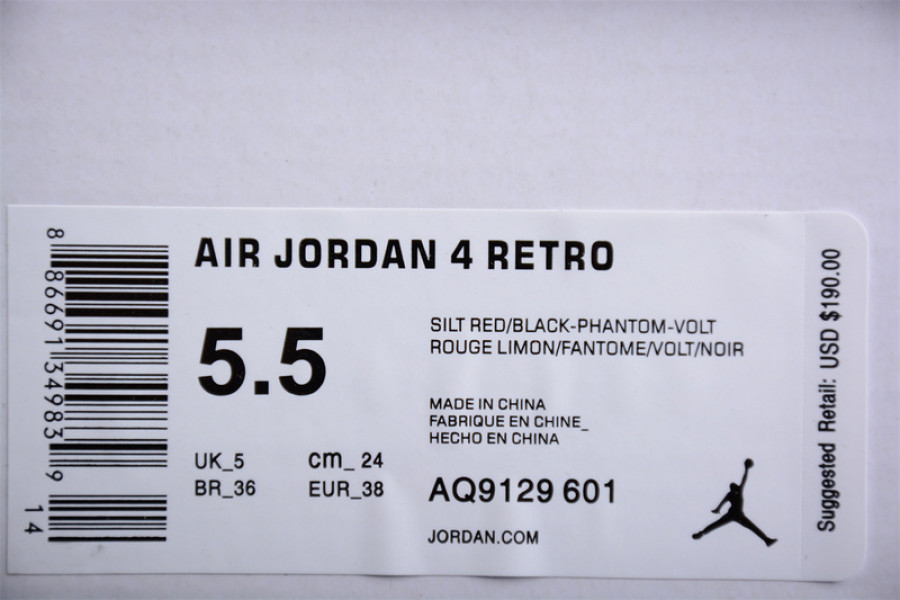 AIR JORDAN 4 RETRO
5.5
UK_5 cm_ 24
BR_36 EUR_38
SILT RED/BLACK-PHANTOM-VOLT
ROUGE LIMON/FANTOME/VOLT/NOIR
MADE IN CHINA
FABRIQUE EN CHINE_
HECHO EN CHINA
AQ9129 601
JORDAN.COM
8 86691 34983 9
14
Suggested Retail: USD $190.00